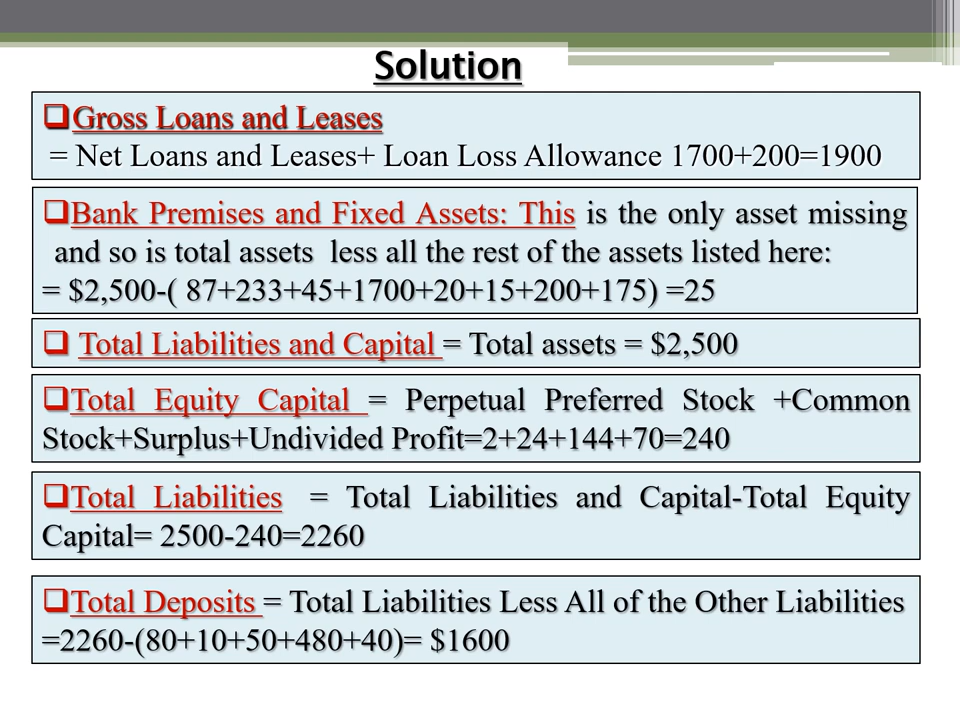 Solution
❑Gross Loans and Leases
= Net Loans and Leases+ Loan Loss Allowance 1700+200=1900
❑Bank Premises and Fixed Assets: This is the only asset missing
and so is total assets less all the rest of the assets listed here:
= $2,500-( 87+233+45+1700+20+15+200+175) =25
❑ Total Liabilities and Capital = Total assets = $2,500
❑Total Equity Capital = Perpetual Preferred Stock +Common
Stock+Surplus+Undivided Profit=2+24+144+70=240
❑Total Liabilities = Total Liabilities and Capital-Total Equity
Capital= 2500-240=2260
❑Total Deposits = Total Liabilities Less All of the Other Liabilities
=2260-(80+10+50+480+40)= $1600